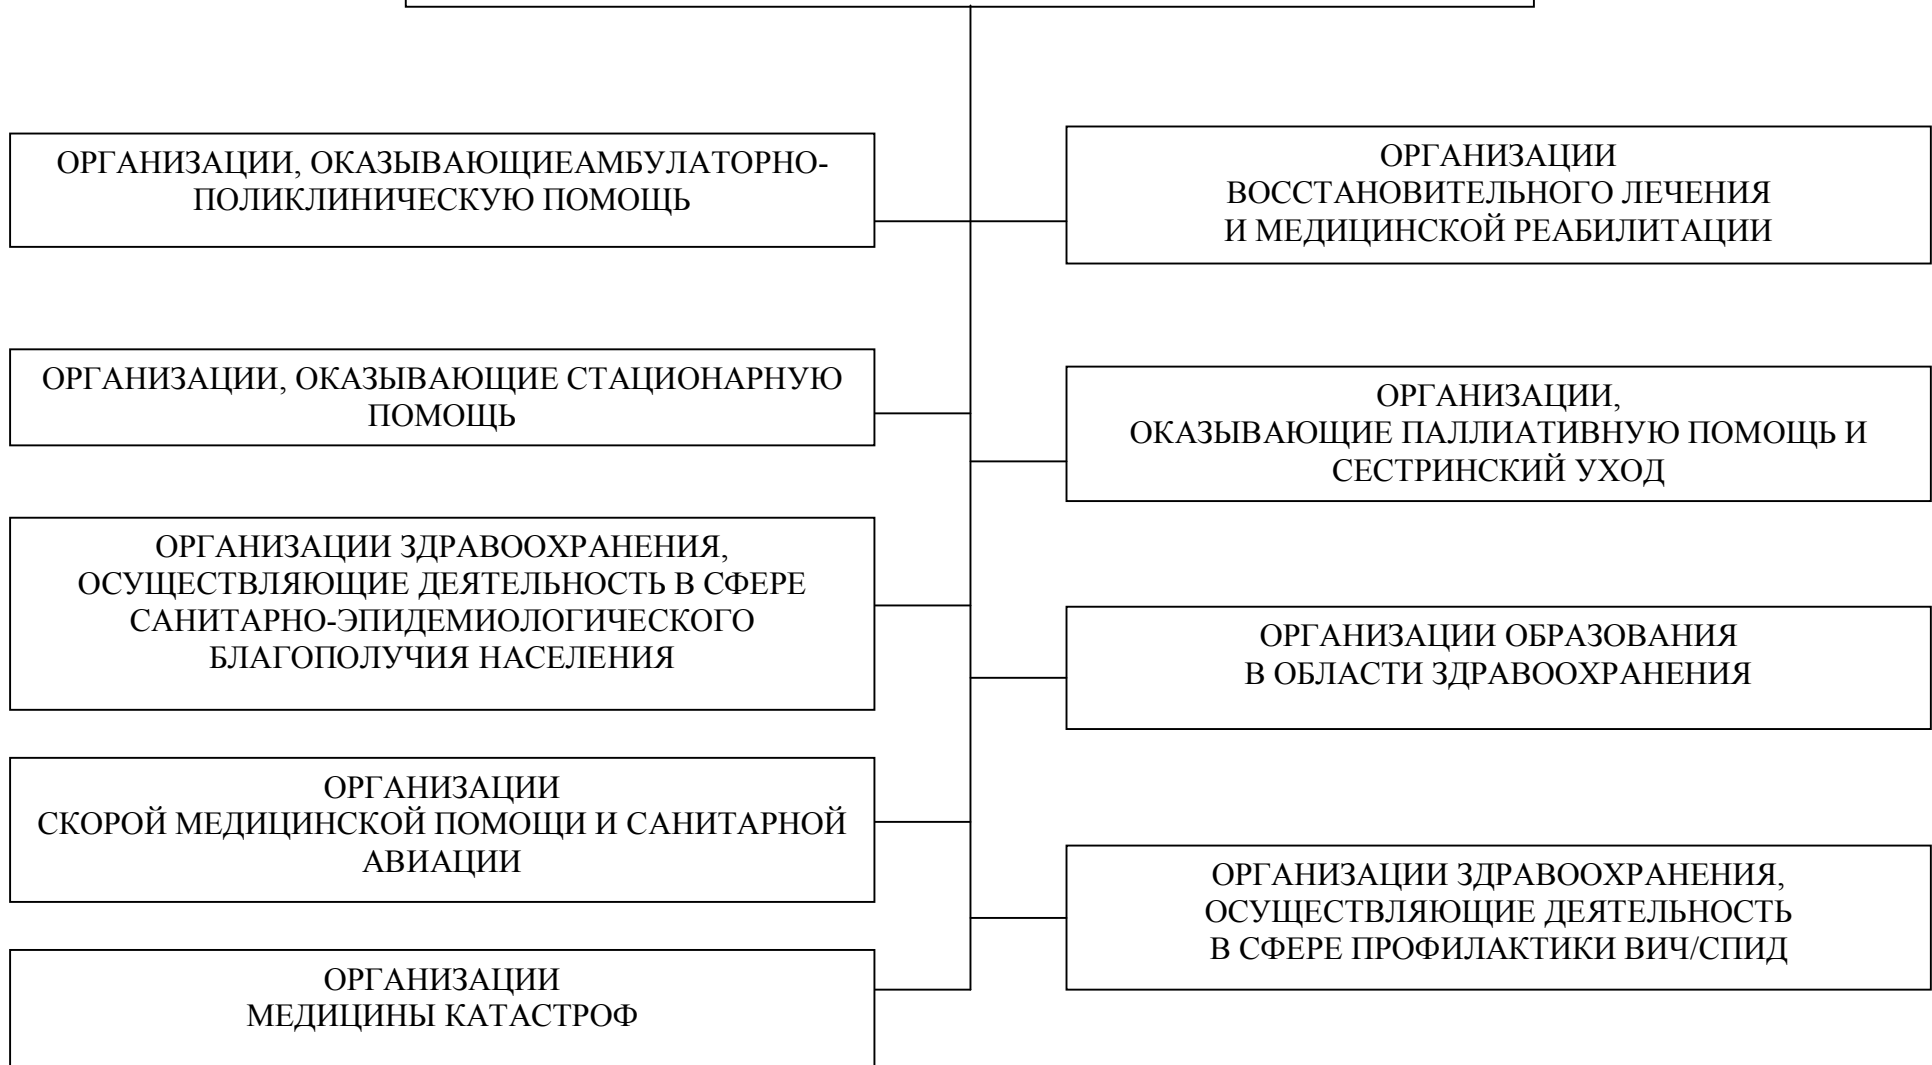 ОРГАНИЗАЦИИ, ОКАЗЫВАЮЩИЕАМБУЛАТОРНО-
ПОЛИКЛИНИЧЕСКУЮ ПОМОЩЬ
ОРГАНИЗАЦИИ
ВОССТАНОВИТЕЛЬНОГО ЛЕЧЕНИЯ
И МЕДИЦИНСКОЙ РЕАБИЛИТАЦИИ
ОРГАНИЗАЦИИ, ОКАЗЫВАЮЩИЕ СТАЦИОНАРНУЮ
ПОМОЩЬ
ОРГАНИЗАЦИИ,
ОКАЗЫВАЮЩИЕ ПАЛЛИАТИВНУЮ ПОМОЩЬ И
СЕСТРИНСКИЙ УХОД
ОРГАНИЗАЦИИ ЗДРАВООХРАНЕНИЯ,
ОСУЩЕСТВЛЯЮЩИЕ ДЕЯТЕЛЬНОСТЬ В СФЕРЕ
САНИТАРНО-ЭПИДЕМИОЛОГИЧЕСКОГО
БЛАГОПОЛУЧИЯ НАСЕЛЕНИЯ
ОРГАНИЗАЦИИ ОБРАЗОВАНИЯ
В ОБЛАСТИ ЗДРАВООХРАНЕНИЯ
ОРГАНИЗАЦИИ
СКОРОЙ МЕДИЦИНСКОЙ ПОМОЩИ И САНИТАРНОЙ
АВИАЦИИ
ОРГАНИЗАЦИИ ЗДРАВООХРАНЕНИЯ,
ОСУЩЕСТВЛЯЮЩИЕ ДЕЯТЕЛЬНОСТЬ
В СФЕРЕ ПРОФИЛАКТИКИ ВИЧ/СПИД
ОРГАНИЗАЦИИ
МЕДИЦИНЫ КАТАСТРОФ